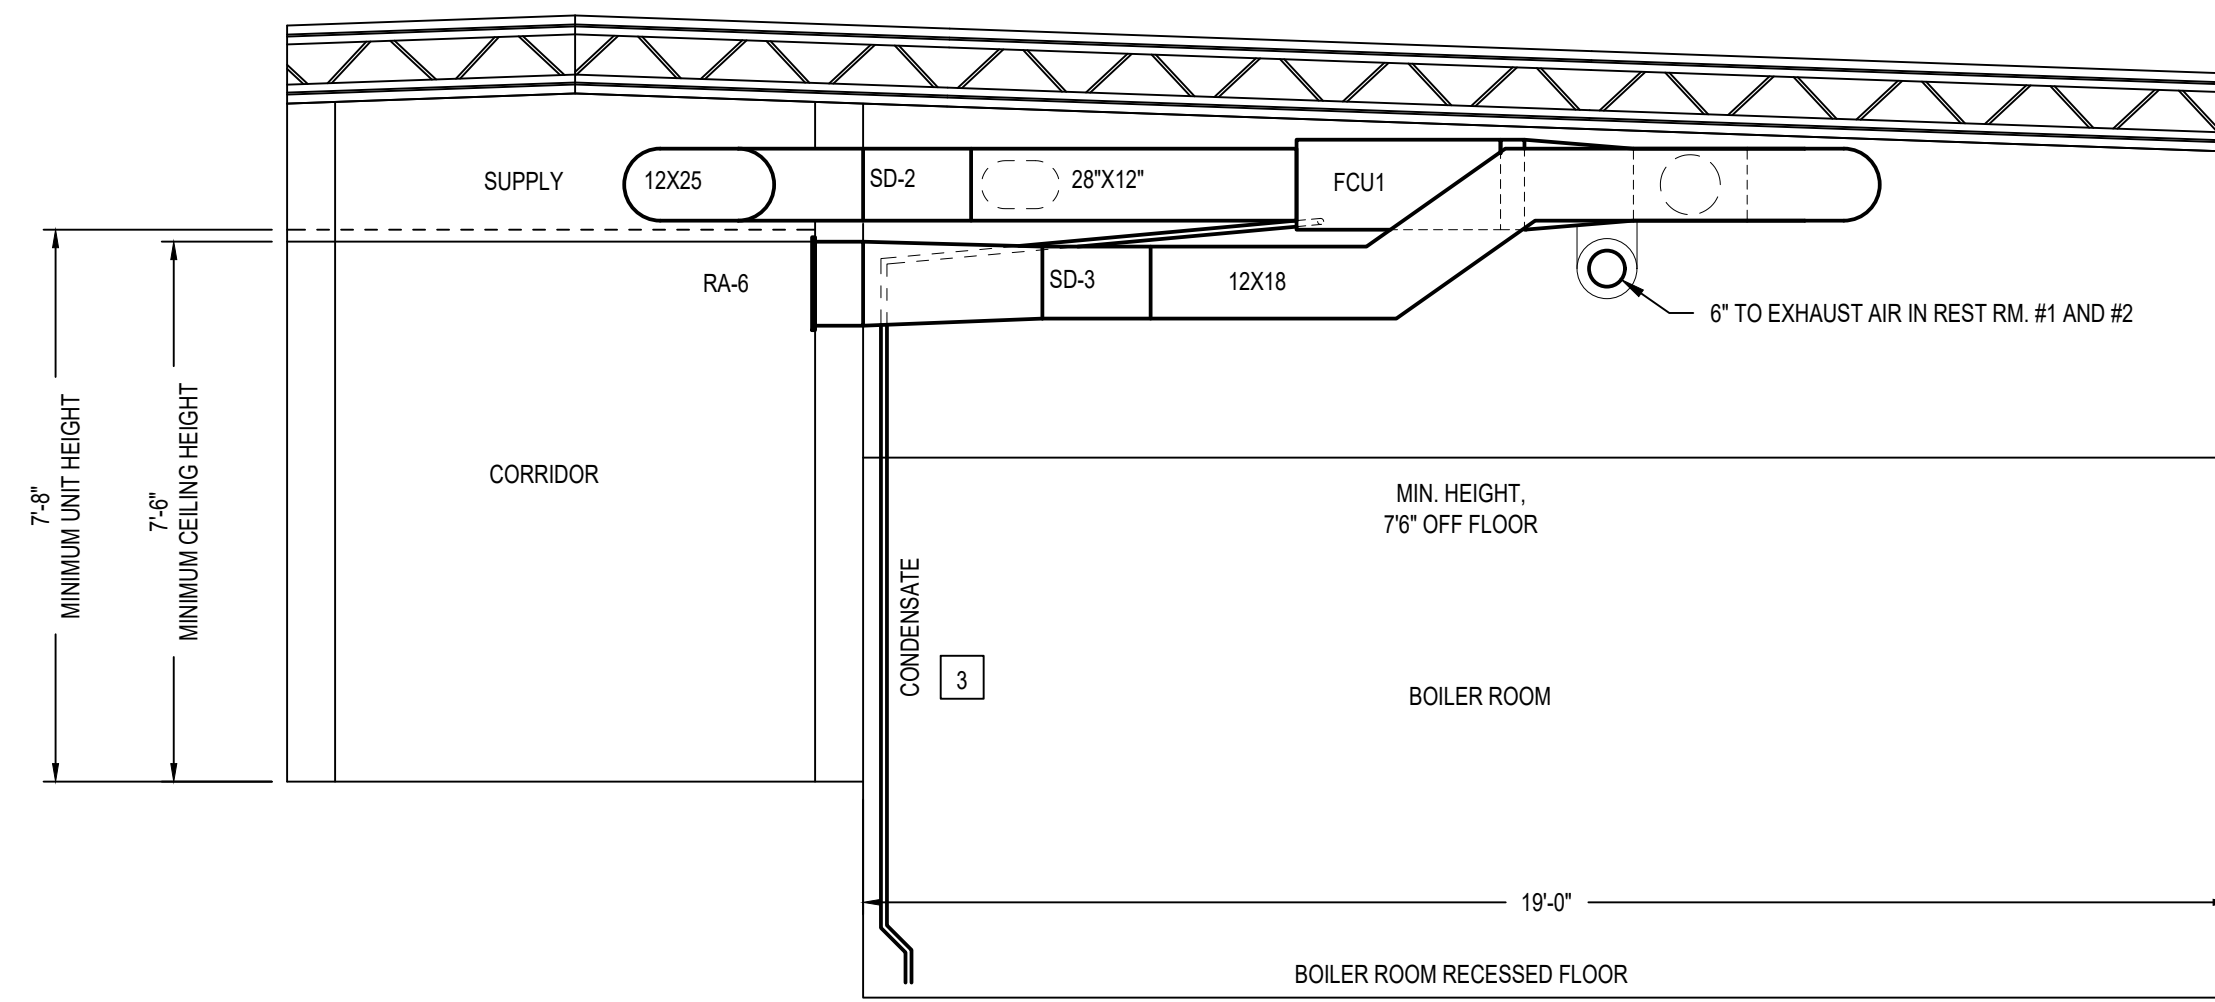 SUPPLY
12X25
SD-2
28"X12"
FCU1
RA-6
SD-3
12X18
6" TO EXHAUST AIR IN REST RM. #1 AND #2
7'-8"
MINIMUM UNIT HEIGHT
7'-6"
MINIMUM CEILING HEIGHT
CORRIDOR
MIN. HEIGHT,
7'6" OFF FLOOR
CONDENSATE
3
BOILER ROOM
19'-0"
BOILER ROOM RECESSED FLOOR